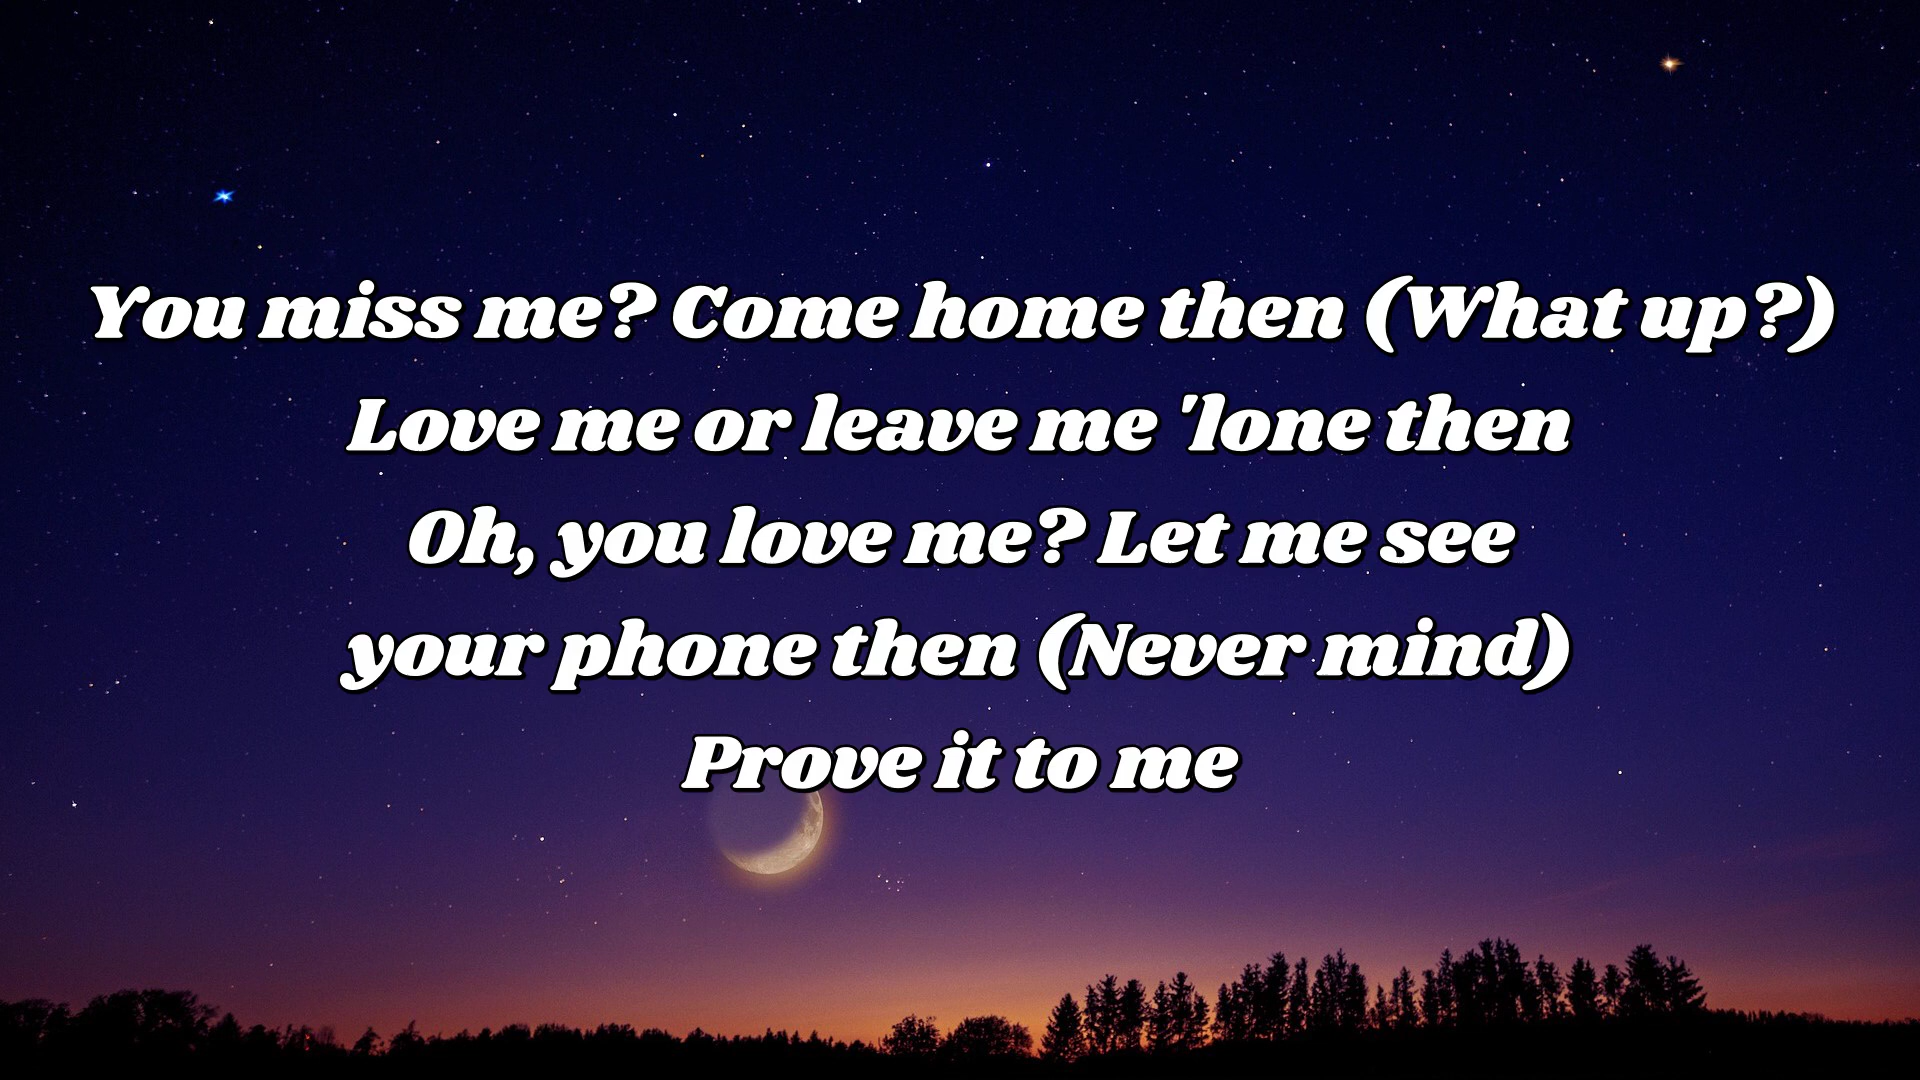 You miss me? Come home then (What up?)
Love me or leave me 'lone then
Oh, you love me? Let me see
your phone then (Never mind)
Prove it to me